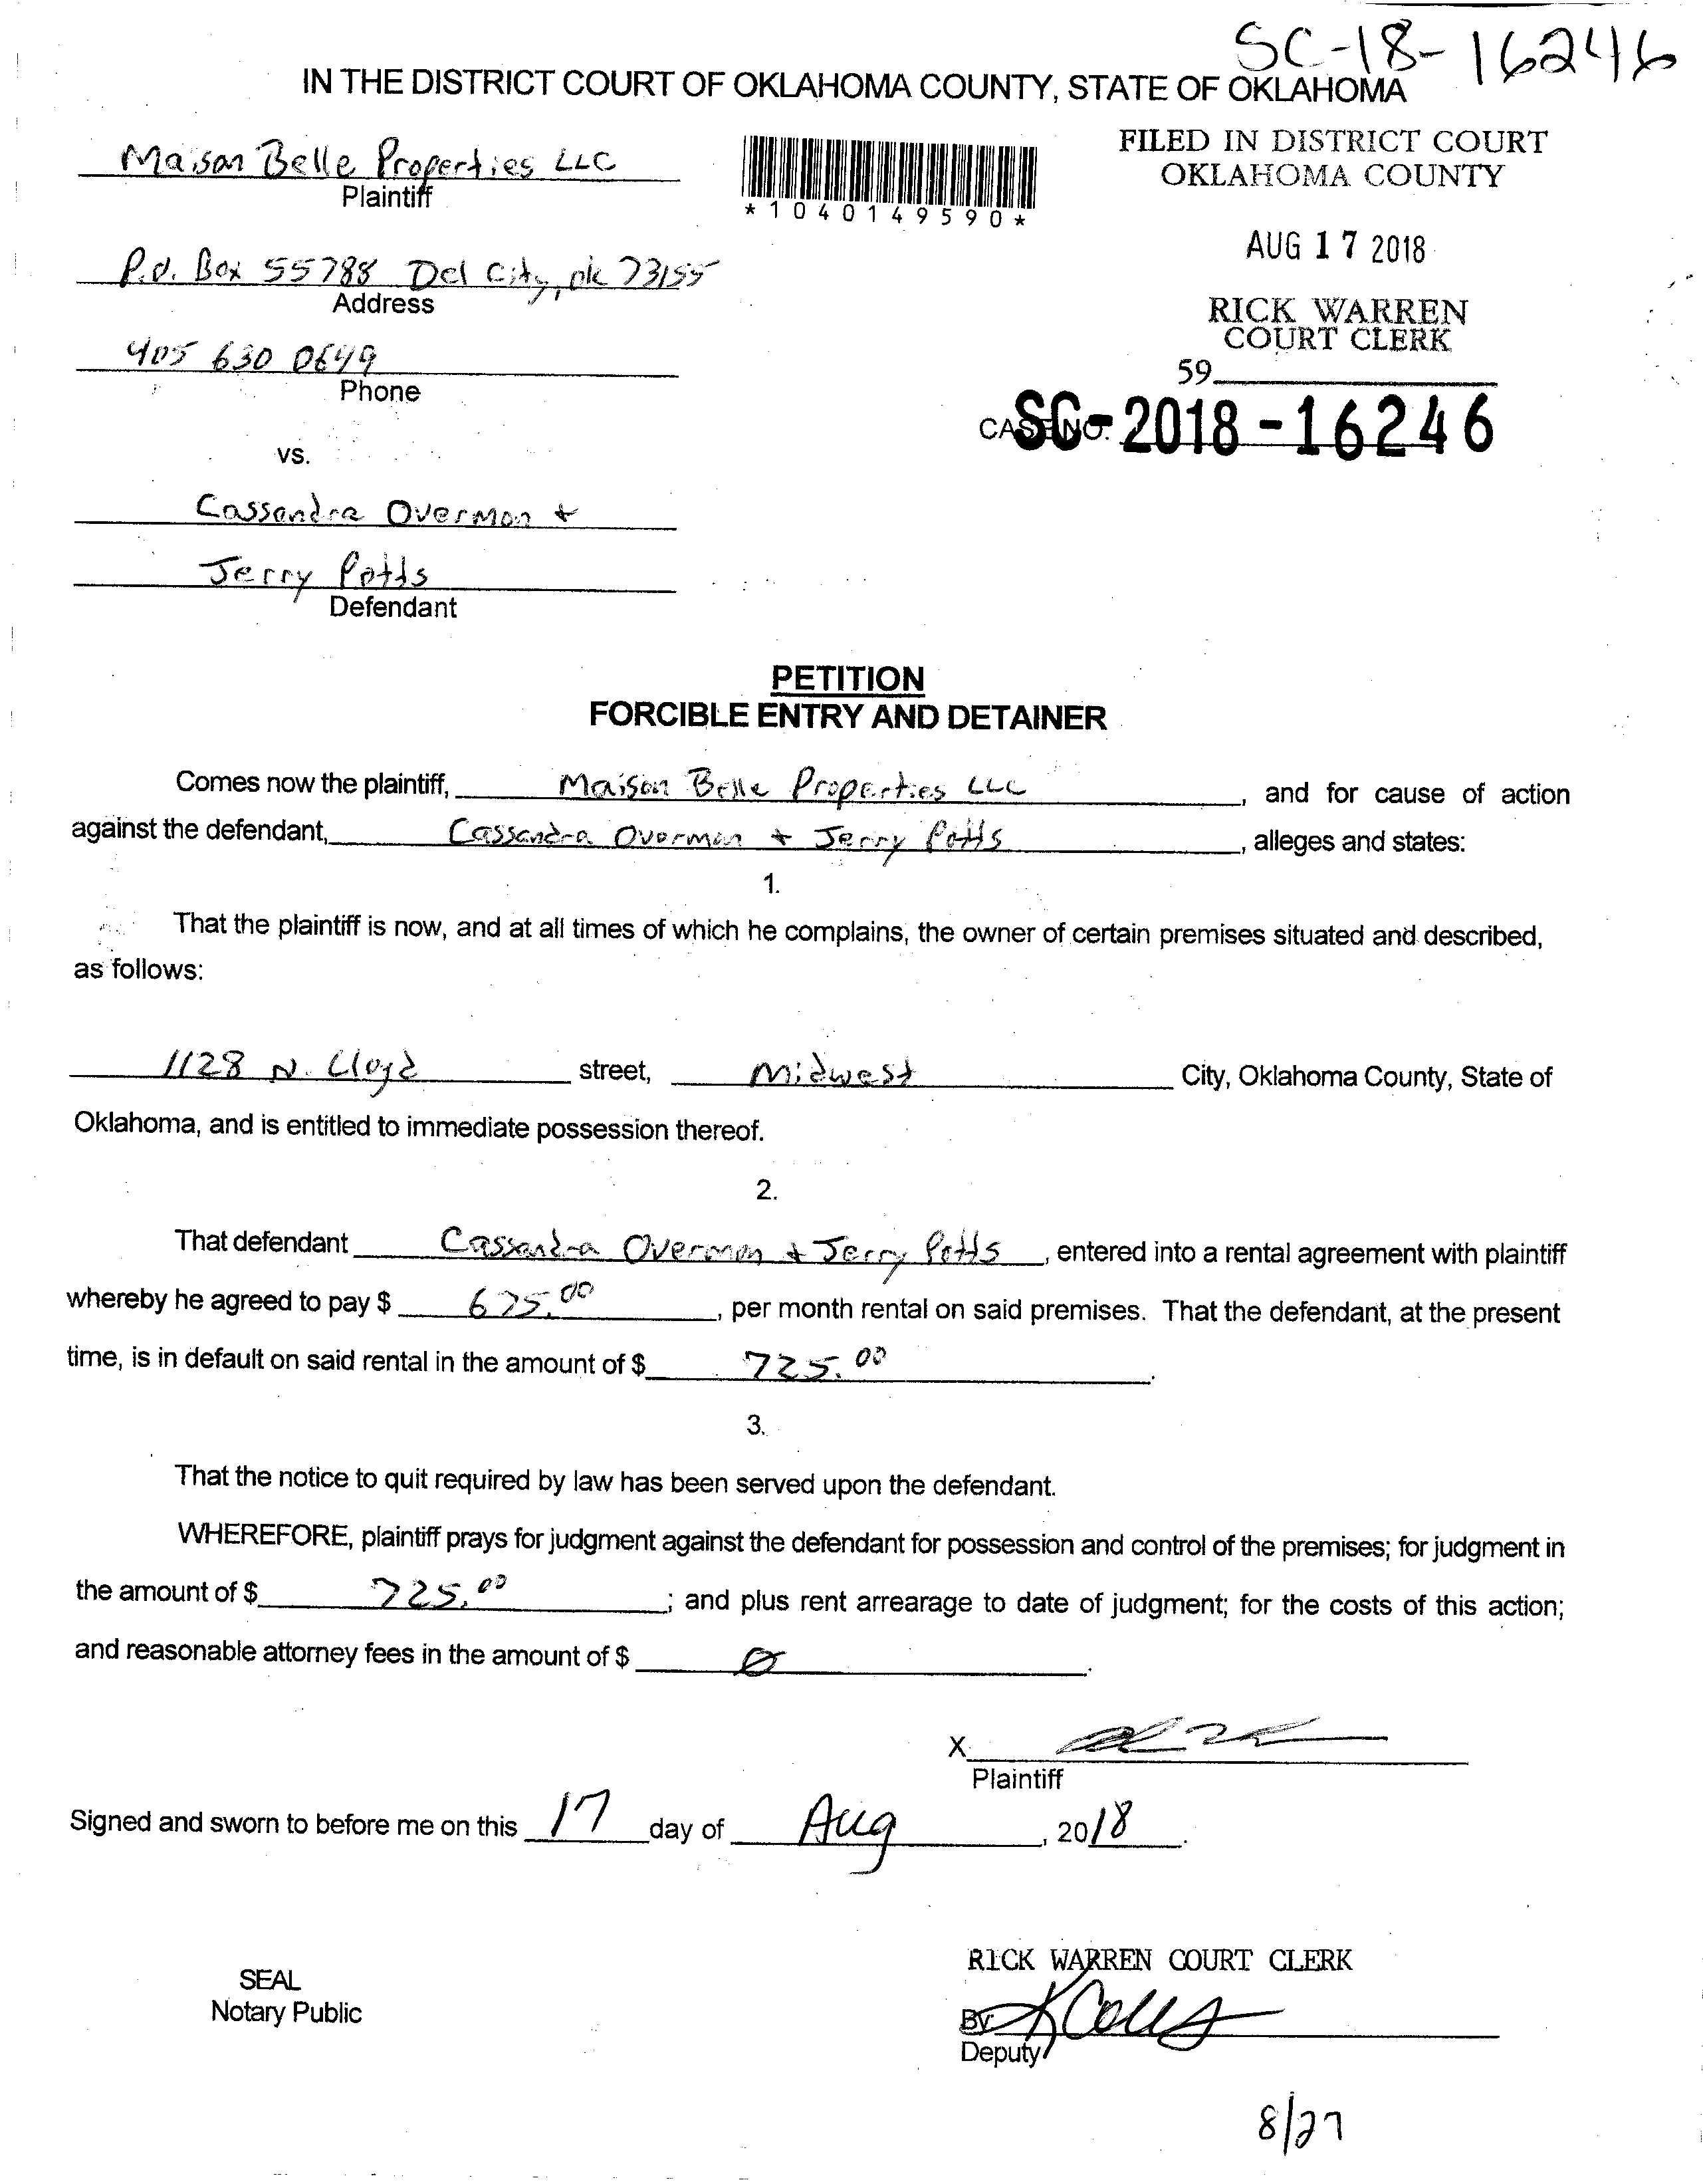 SC-18-16246
IN THE DISTRICT COURT OF OKLAHOMA COUNTY, STATE OF OKLAHOMA
Maison Belle Properties LLC
Plaintiff
*1040149590*
FILED IN DISTRICT COURT
OKLAHOMA COUNTY
AUG 17 2018
P.O. Box 55788 Del City, ok 73155
Address
RICK WARREN
COURT CLERK
405 630 0649
Phone
59
CASE NO. SC-2018-16246
vs.
Cassandra Overman +
Jerry Potts
Defendant
PETITION
FORCIBLE ENTRY AND DETAINER
Comes now the plaintiff, Maison Belle Properties LLC, and for cause of action
against the defendant, Cassandra Overman + Jerry Potts, alleges and states:
1.
That the plaintiff is now, and at all times of which he complains, the owner of certain premises situated and described,
as follows:
1128 N. Lloyd street, Midwest City, Oklahoma County, State of
Oklahoma, and is entitled to immediate possession thereof.
2.
That defendant Cassandra Overman + Jerry Potts, entered into a rental agreement with plaintiff
whereby he agreed to pay $ 675.00, per month rental on said premises. That the defendant, at the present
time, is in default on said rental in the amount of $ 725.00.
3.
That the notice to quit required by law has been served upon the defendant.
WHEREFORE, plaintiff prays for judgment against the defendant for possession and control of the premises; for judgment in
the amount of $ 725.00; and plus rent arrearage to date of judgment; for the costs of this action;
and reasonable attorney fees in the amount of $ Ø.
X
Plaintiff
Signed and sworn to before me on this 17 day of Aug, 2018.
RICK WARREN COURT CLERK
SEAL
Notary Public
By
Deputy
8/27